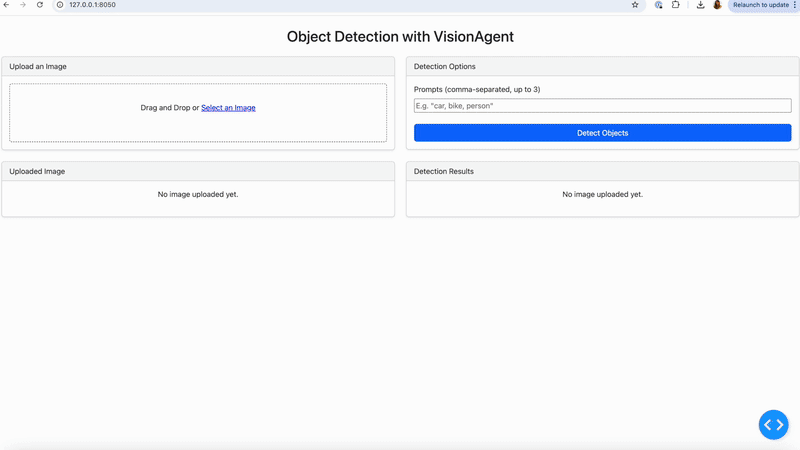 127.0.0.1:8050
Relaunch to update
Object Detection with VisionAgent
Upload an Image
Drag and Drop or Select an Image
Detection Options
Prompts (comma-separated, up to 3)
E.g. "car, bike, person"
Detect Objects
Uploaded Image
No image uploaded yet.
Detection Results
No image uploaded yet.